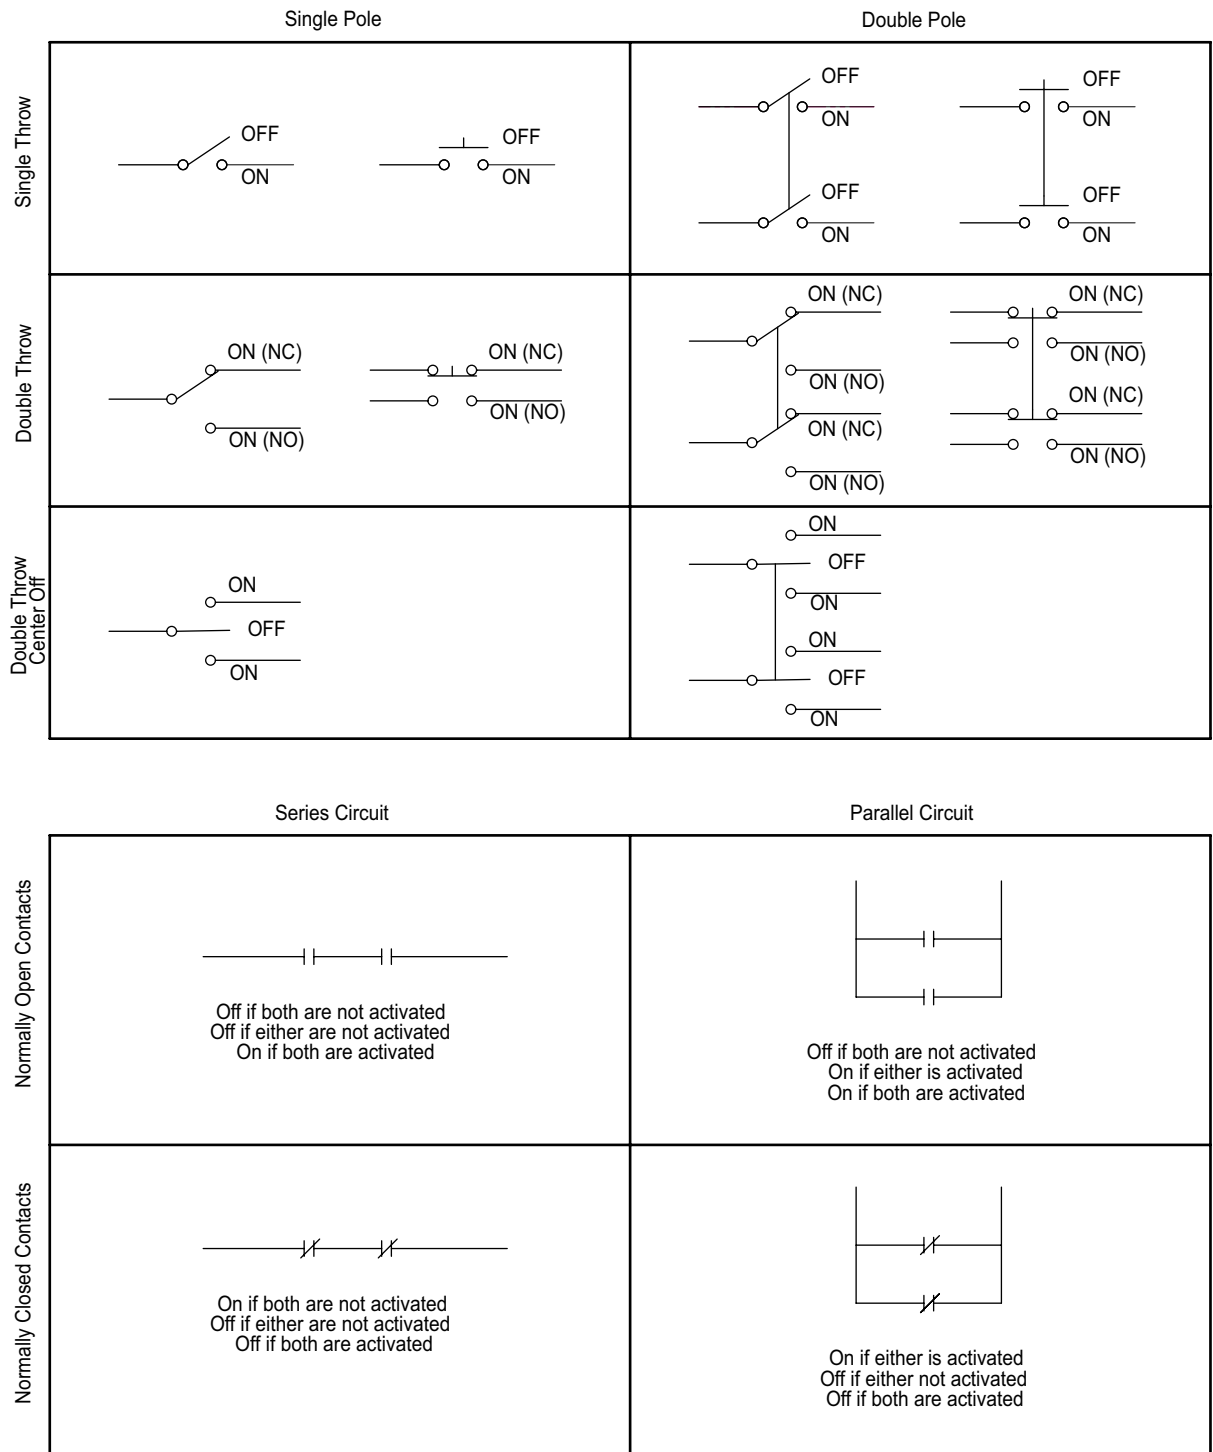 Single Pole
Double Pole
Single Throw
OFF
ON
OFF
ON
OFF
ON
OFF
ON
OFF
ON
OFF
ON
Double Throw
ON (NC)
ON (NO)
ON (NC)
ON (NO)
ON (NC)
ON (NO)
ON (NC)
ON (NO)
ON (NC)
ON (NO)
ON (NC)
ON (NO)
Double Throw
Center Off
ON
OFF
ON
ON
OFF
ON
ON
OFF
ON
Series Circuit
Parallel Circuit
Normally Open Contacts
Off if both are not activated
Off if either are not activated
On if both are activated
Off if both are not activated
On if either is activated
On if both are activated
Normally Closed Contacts
On if both are not activated
Off if either are not activated
Off if both are activated
On if either is activated
Off if either not activated
Off if both are activated